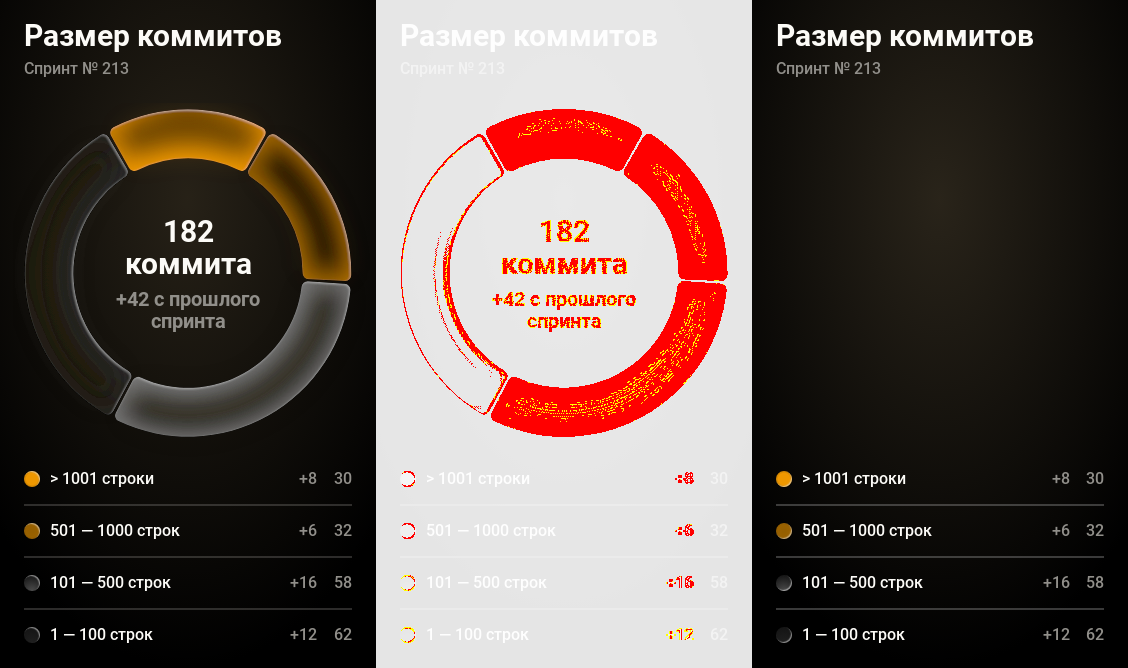 Размер коммитов
Спринт № 213
182
коммита
+42 с прошлого
спринта
> 1001 строки +8 30
501 — 1000 строк +6 32
101 — 500 строк +16 58
1 — 100 строк +12 62
Размер коммитов
Спринт № 213
182
коммита
+42 с прошлого
спринта
> 1001 строки +8 30
501 — 1000 строк +6 32
101 — 500 строк +16 58
1 — 100 строк +12 62
Размер коммитов
Спринт № 213
> 1001 строки +8 30
501 — 1000 строк +6 32
101 — 500 строк +16 58
1 — 100 строк +12 62